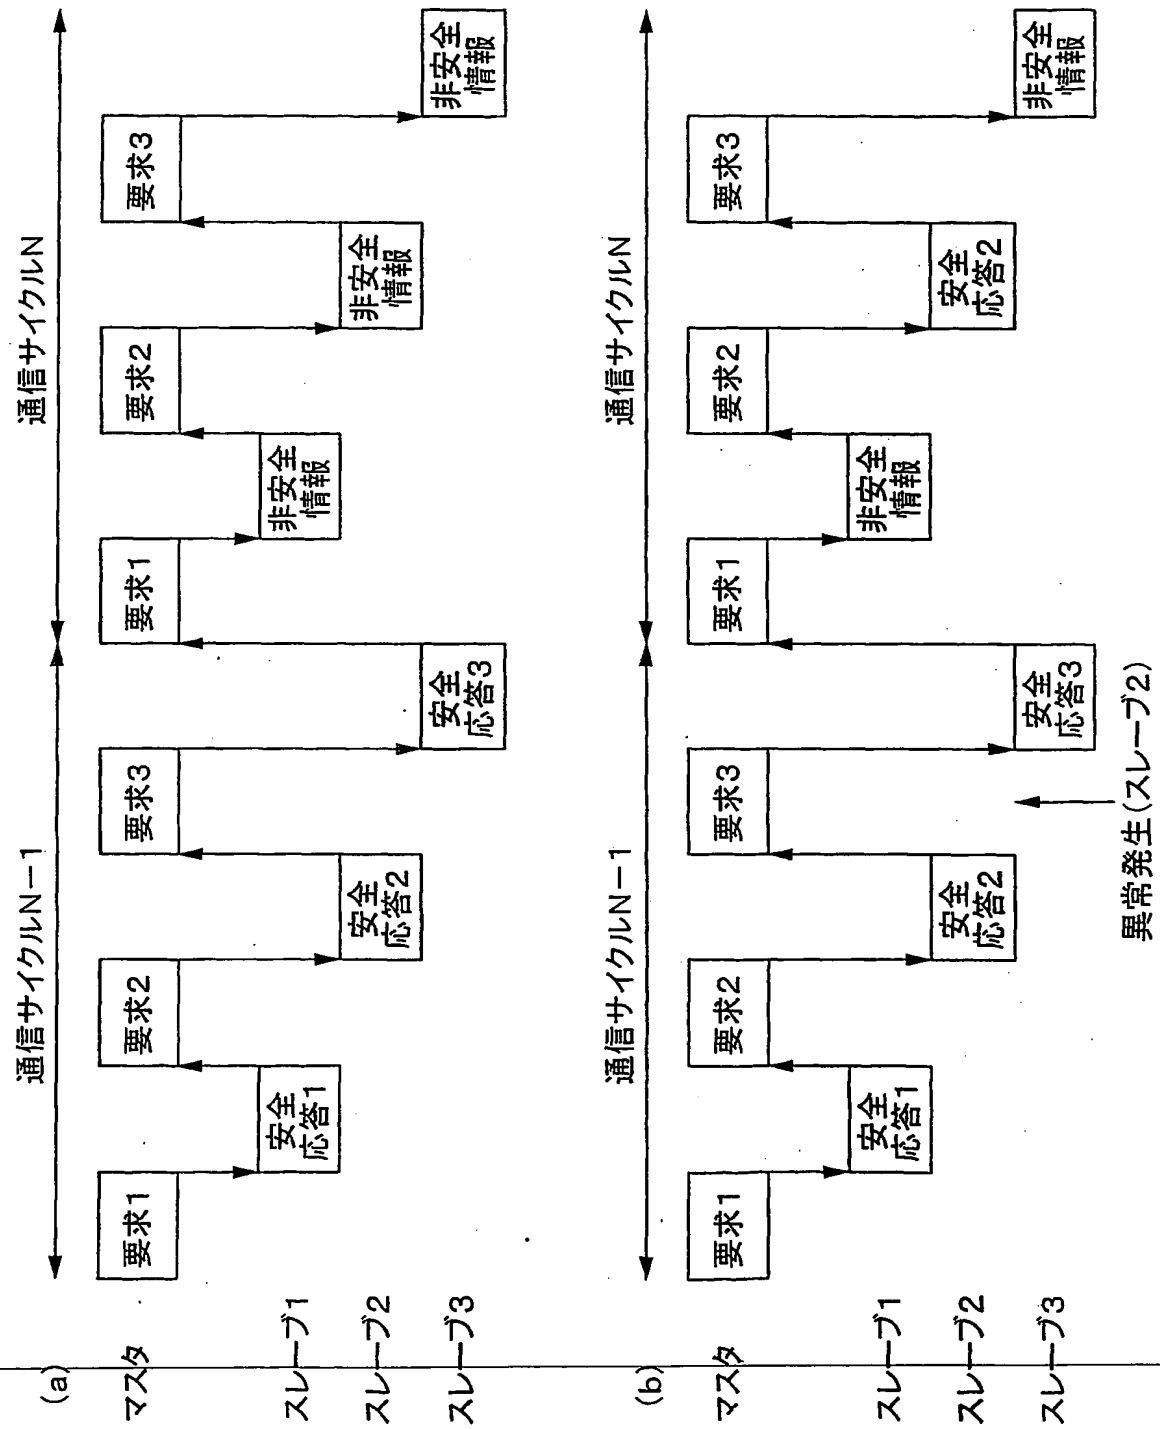 (a)
通信サイクルN－1
通信サイクルN
マスタ
要求1
要求2
要求3
要求1
要求2
要求3
スレーブ1
安全
応答1
非安全
情報
スレーブ2
安全
応答2
非安全
情報
スレーブ3
安全
応答3
非安全
情報
(b)
通信サイクルN－1
通信サイクルN
マスタ
要求1
要求2
要求3
要求1
要求2
要求3
スレーブ1
安全
応答1
非安全
情報
スレーブ2
安全
応答2
安全
応答2
スレーブ3
安全
応答3
非安全
情報
異常発生(スレーブ2)